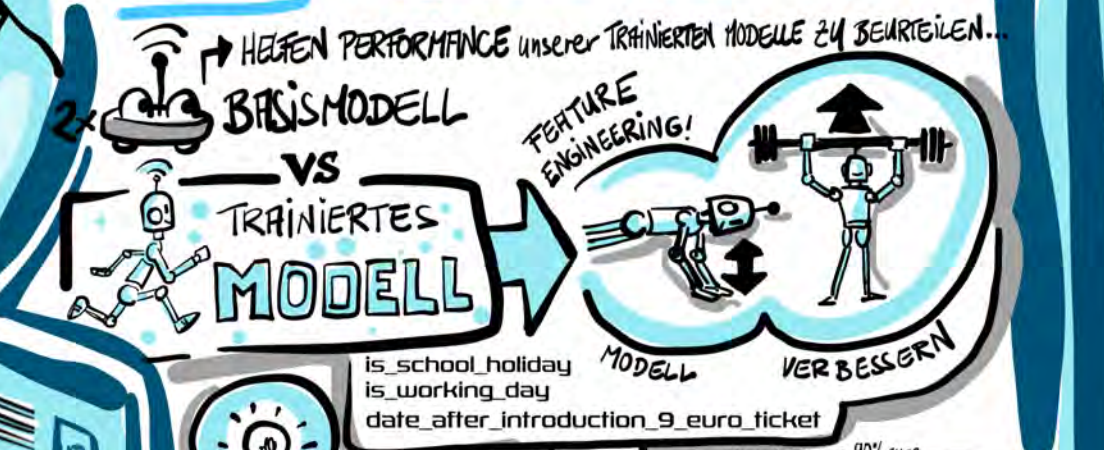 HELFEN PERFORMANCE unserer TRAINIERTEN MODELLE ZU BEURTEILEN...
2x
BASISMODELL
VS
TRAINIERTES
MODELL
FEATURE
ENGINEERING!
MODELL VERBESSERN
is_school_holiday
is_working_day
date_after_introduction_9_euro_ticket